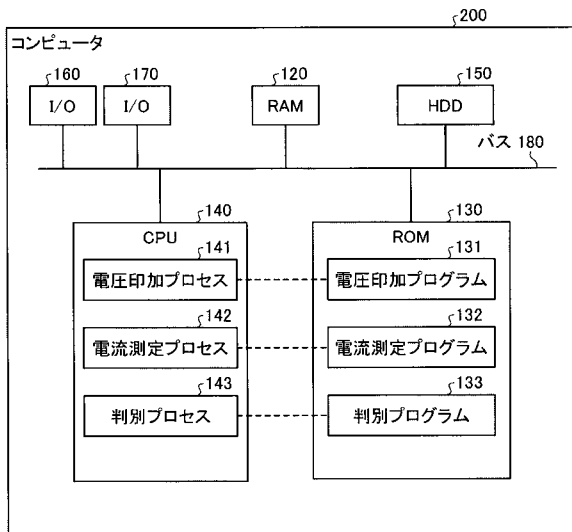 200
コンピュータ
160
170
120
150
I/O
I/O
RAM
HDD
バス 180
140
130
CPU
ROM
141
131
電圧印加プロセス
電圧印加プログラム
142
132
電流測定プロセス
電流測定プログラム
143
133
判別プロセス
判別プログラム